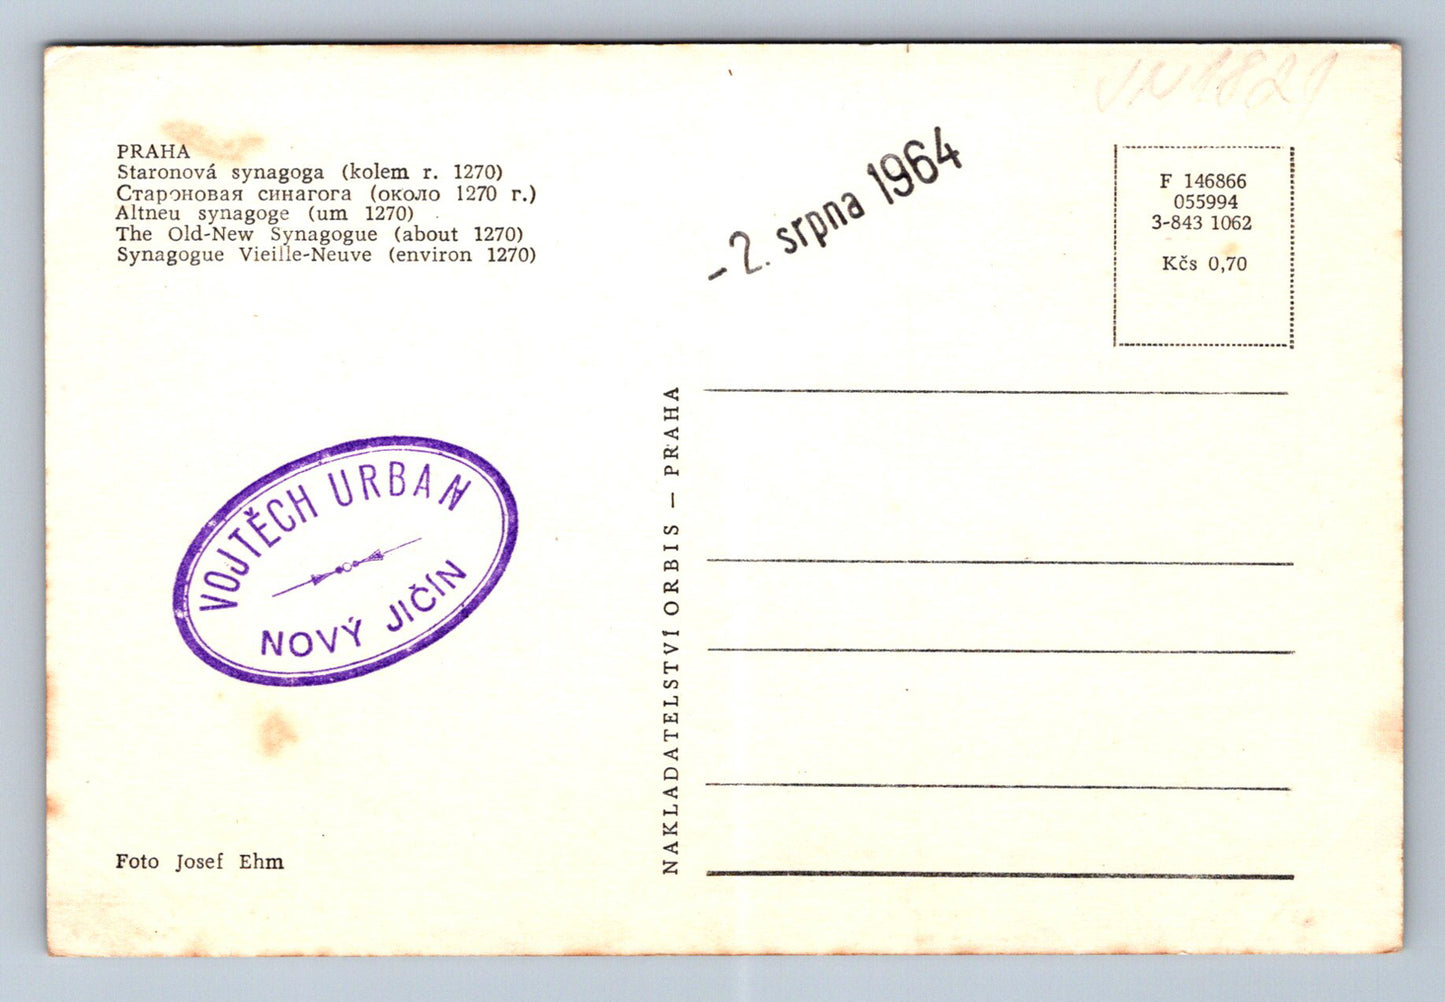 JN 1821
PRAHA
Staronová synagoga (kolem r. 1270)
Староновая синагога (около 1270 г.)
Altneu synagoge (um 1270)
The Old-New Synagogue (about 1270)
Synagogue Vieille-Neuve (environ 1270)
-2. srpna 1964
F 146866
055994
3-843 1062
Kčs 0,70
VOJTĚCH URBAN
NOVÝ JIČÍN
NAKLADATELSTVÍ ORBIS — PRAHA
Foto Josef Ehm